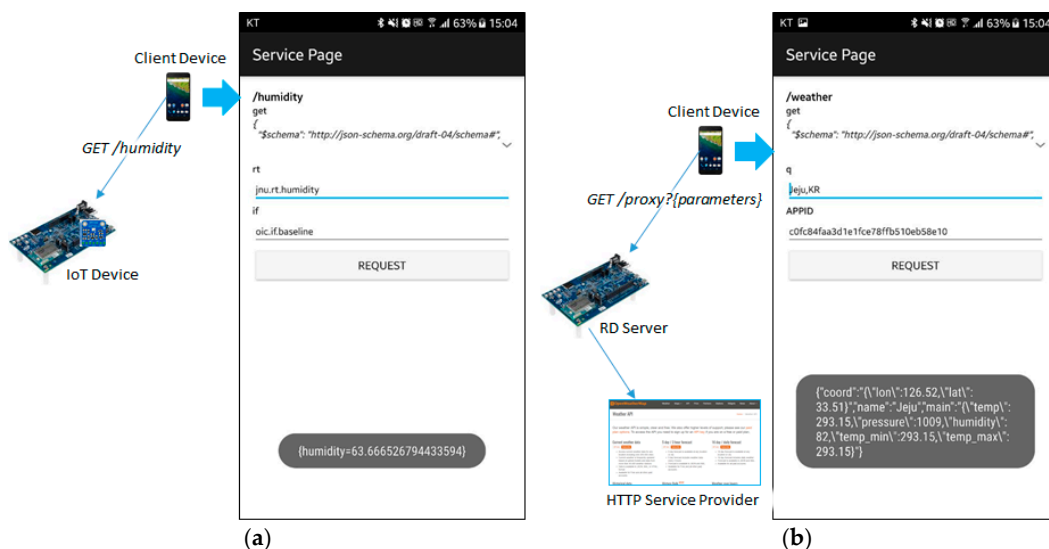 Client Device
GET /humidity
IoT Device
KT
63% 15:04
Service Page
/humidity
get
{
"$schema": "http://json-schema.org/draft-04/schema#",
rt
jnu.rt.humidity
if
oic.if.baseline
REQUEST
{humidity=63.666526794433594}
(a)
Client Device
GET /proxy?{parameters}
RD Server
Weather API
HTTP Service Provider
KT
63% 15:04
Service Page
/weather
get
{
"$schema": "http://json-schema.org/draft-04/schema#",
q
Jeju,KR
APPID
c0fc84faa3d1e1fce78ffb510eb58e10
REQUEST
{"coord":"{\"lon\":126.52,\"lat\":
33.51}","name":"Jeju","main":"{\"temp\":
293.15,\"pressure\":1009,\"humidity\":
82,\"temp_min\":293.15,\"temp_max\":
293.15}"}
(b)